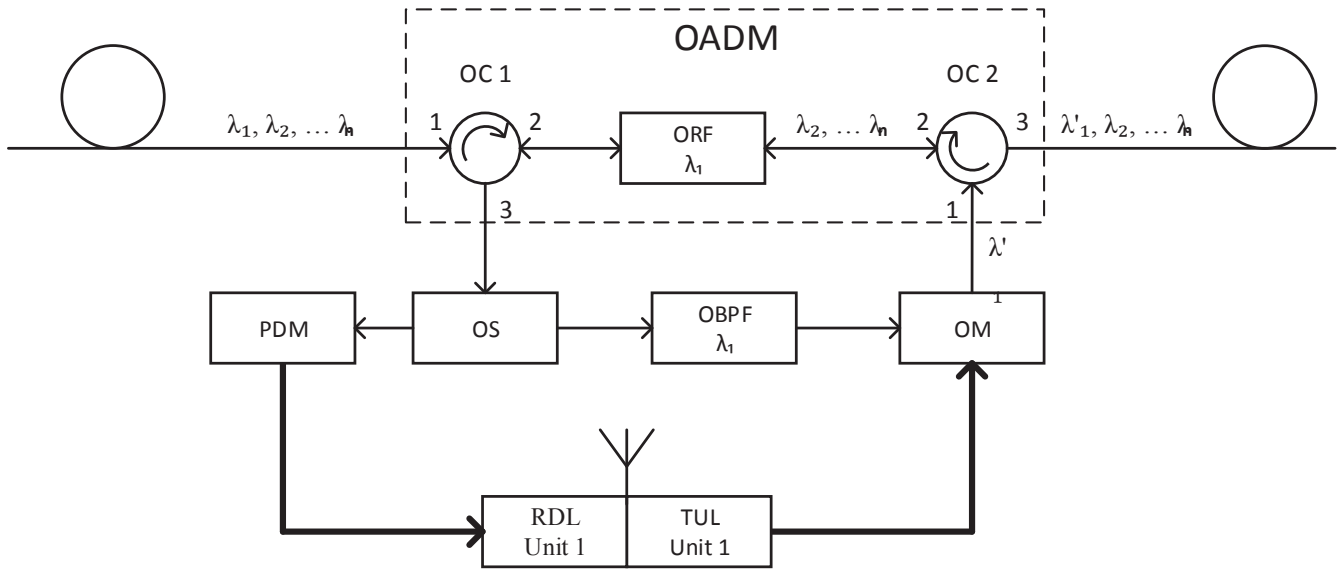 OADM
OC 1
OC 2
λ₁, λ₂, ... λₙ
1
2
ORF
λ₁
λ₂, ... λₙ
2
3
λ'₁, λ₂, ... λₙ
3
1
λ'
1
PDM
OS
OBPF
λ₁
OM
RDL
Unit 1
TUL
Unit 1